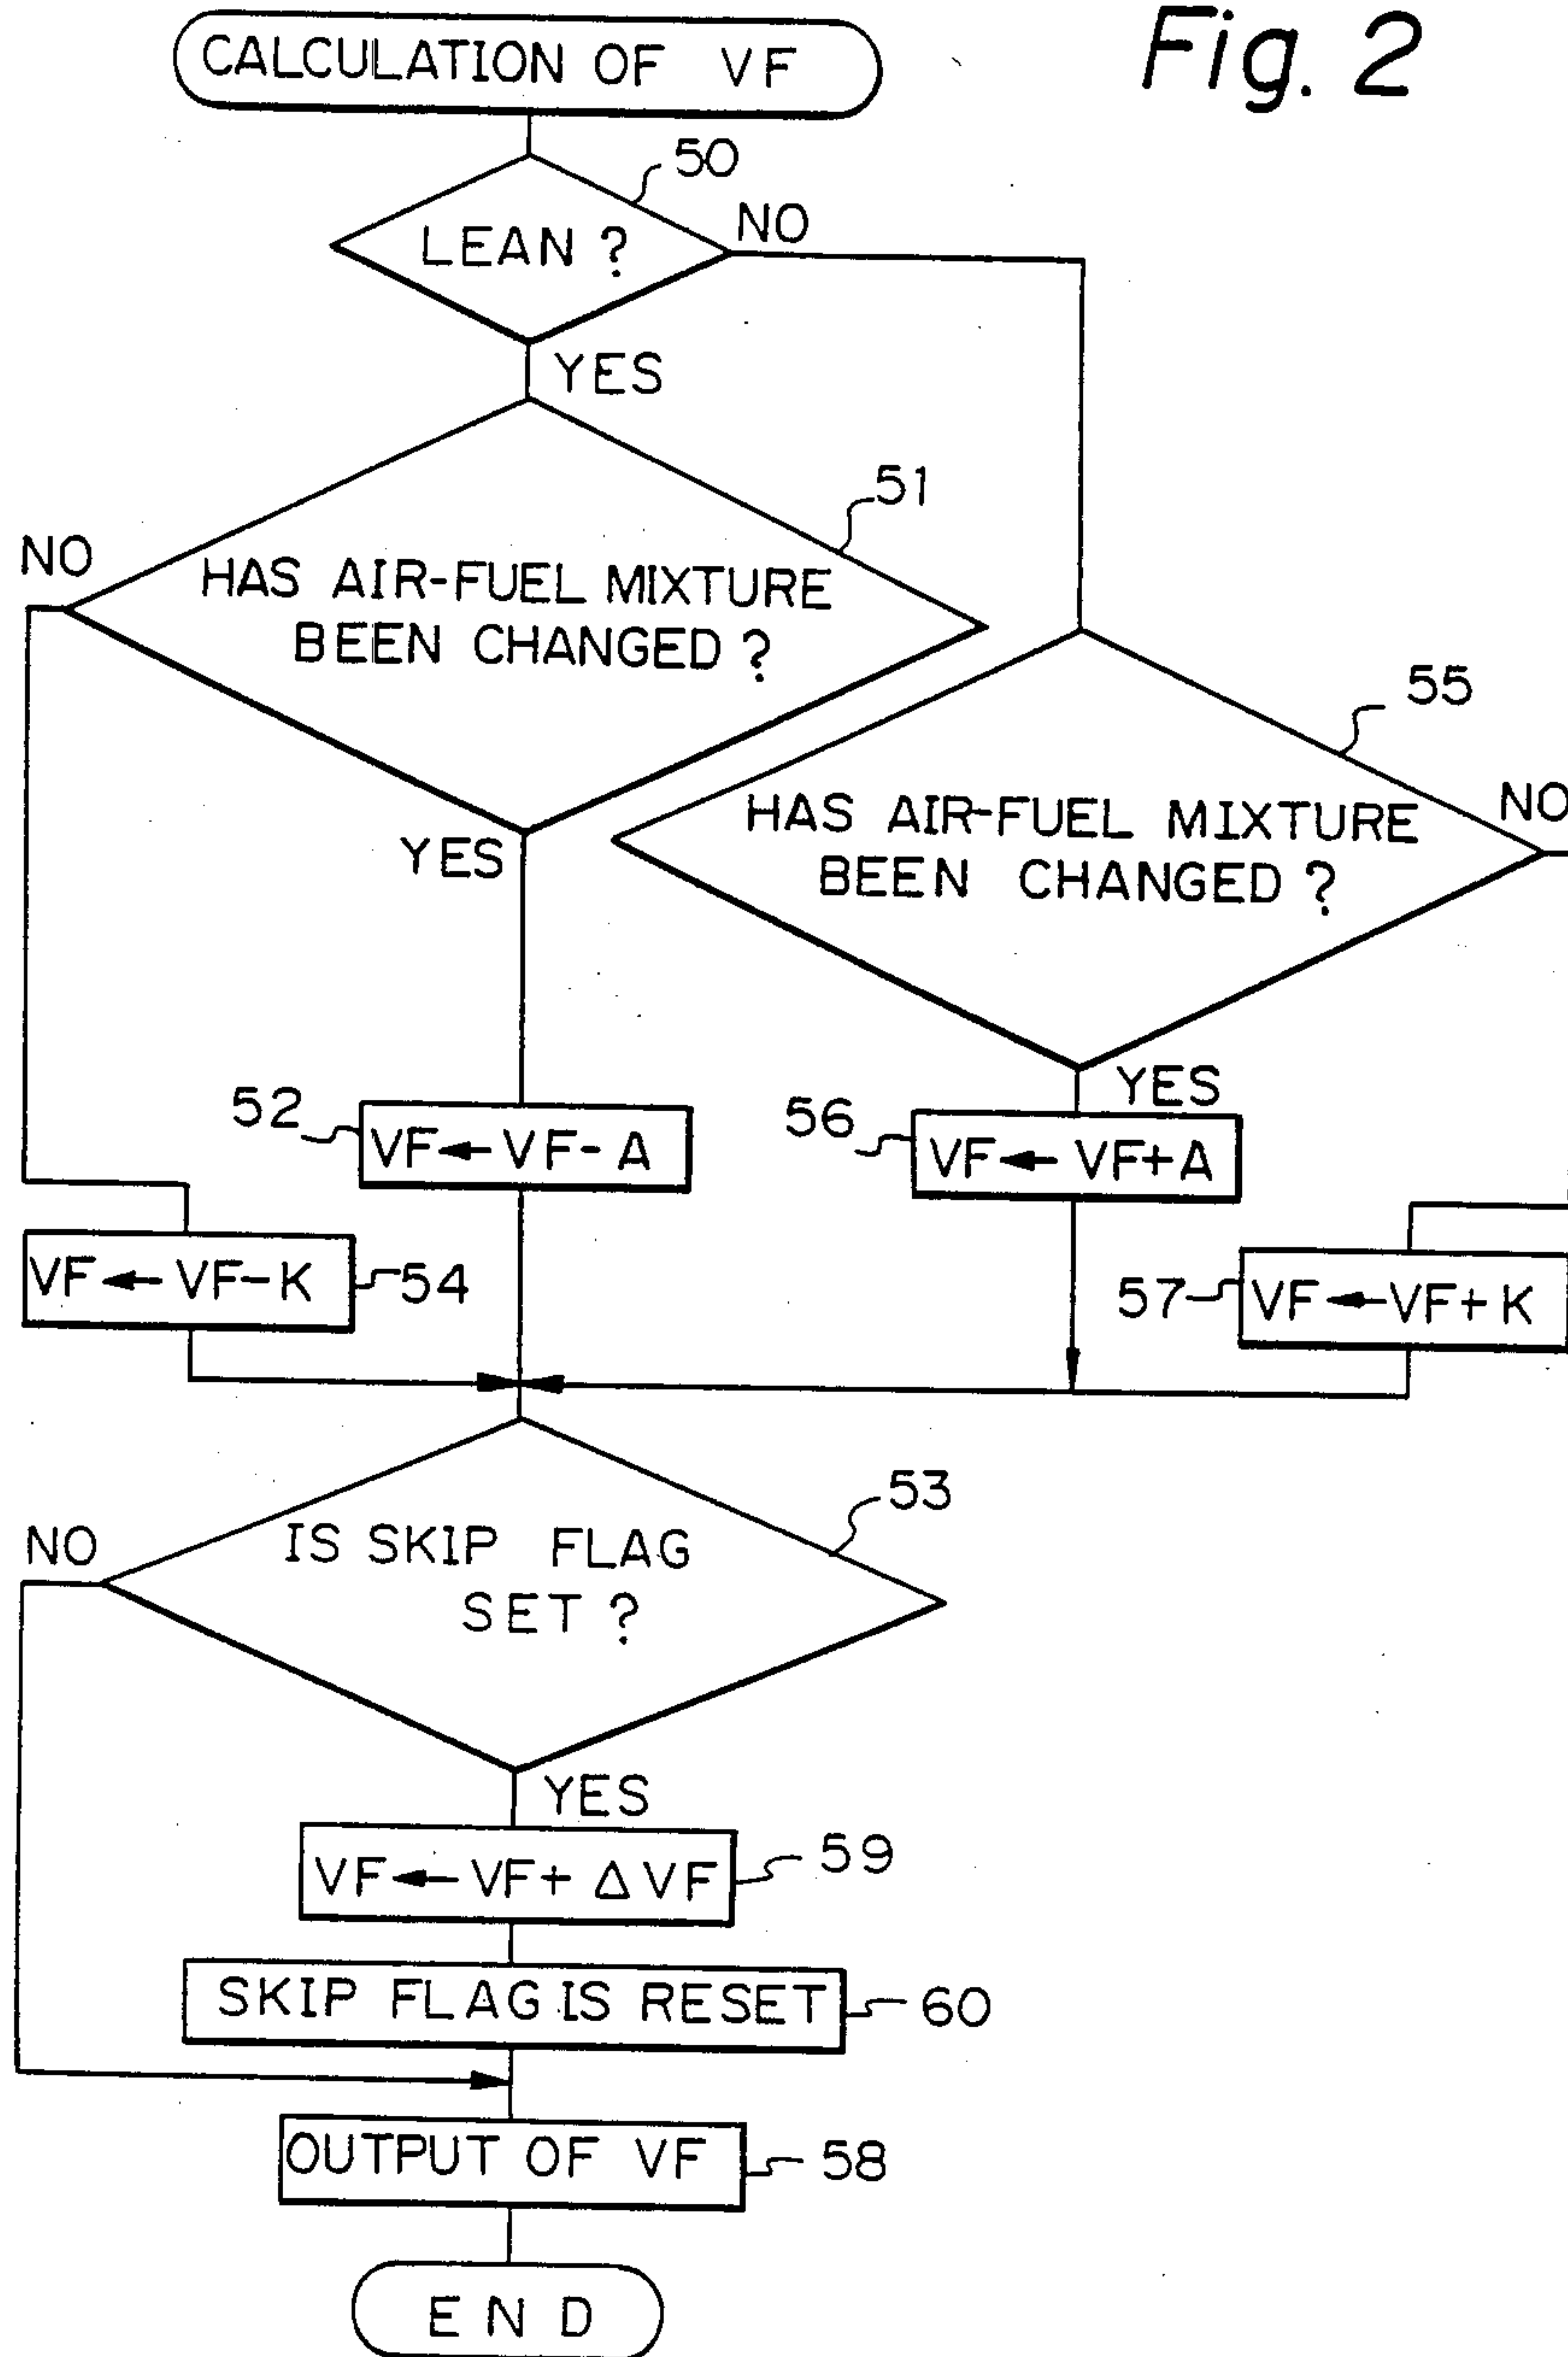 Fig. 2
CALCULATION OF VF
50
LEAN ?
NO
YES
51
NO
HAS AIR-FUEL MIXTURE
BEEN CHANGED ?
YES
55
NO
HAS AIR-FUEL MIXTURE
BEEN CHANGED ?
YES
52
VF ← VF - A
56
VF ← VF + A
VF ← VF - K
54
57
VF ← VF + K
53
NO
IS SKIP FLAG
SET ?
YES
VF ← VF + Δ VF
59
SKIP FLAG IS RESET
60
OUTPUT OF VF
58
END